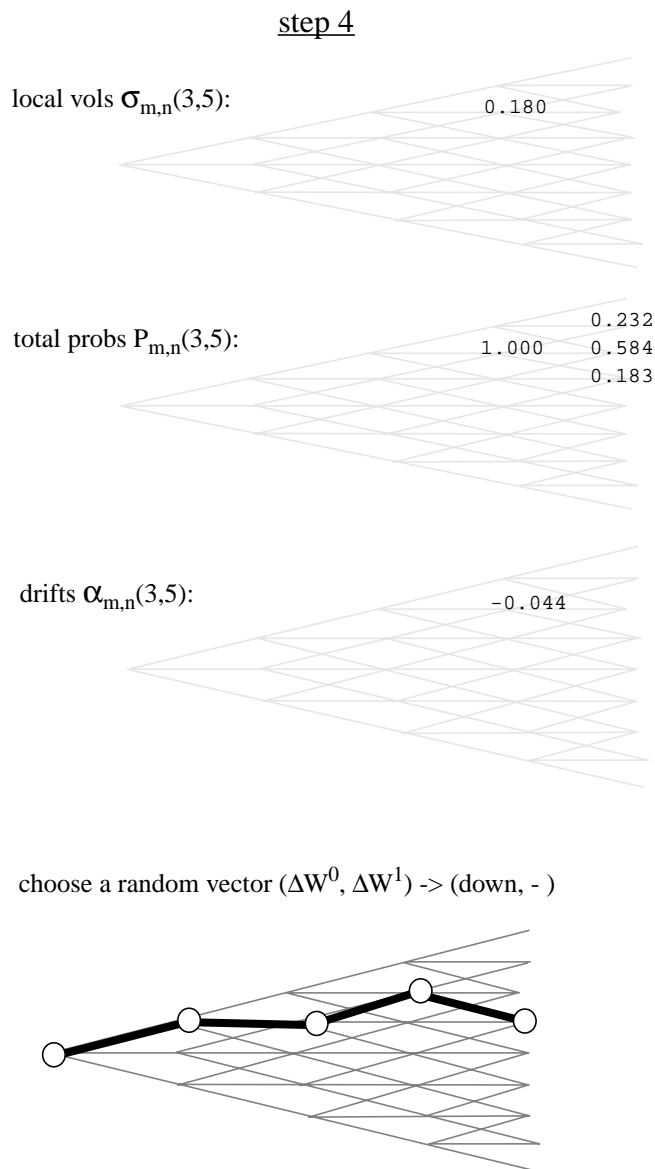 step 4
local vols σm,n(3,5):
0.180
total probs Pm,n(3,5):
0.232
1.000 0.584
0.183
drifts αm,n(3,5):
-0.044
choose a random vector (ΔW0, ΔW1) -> (down, - )